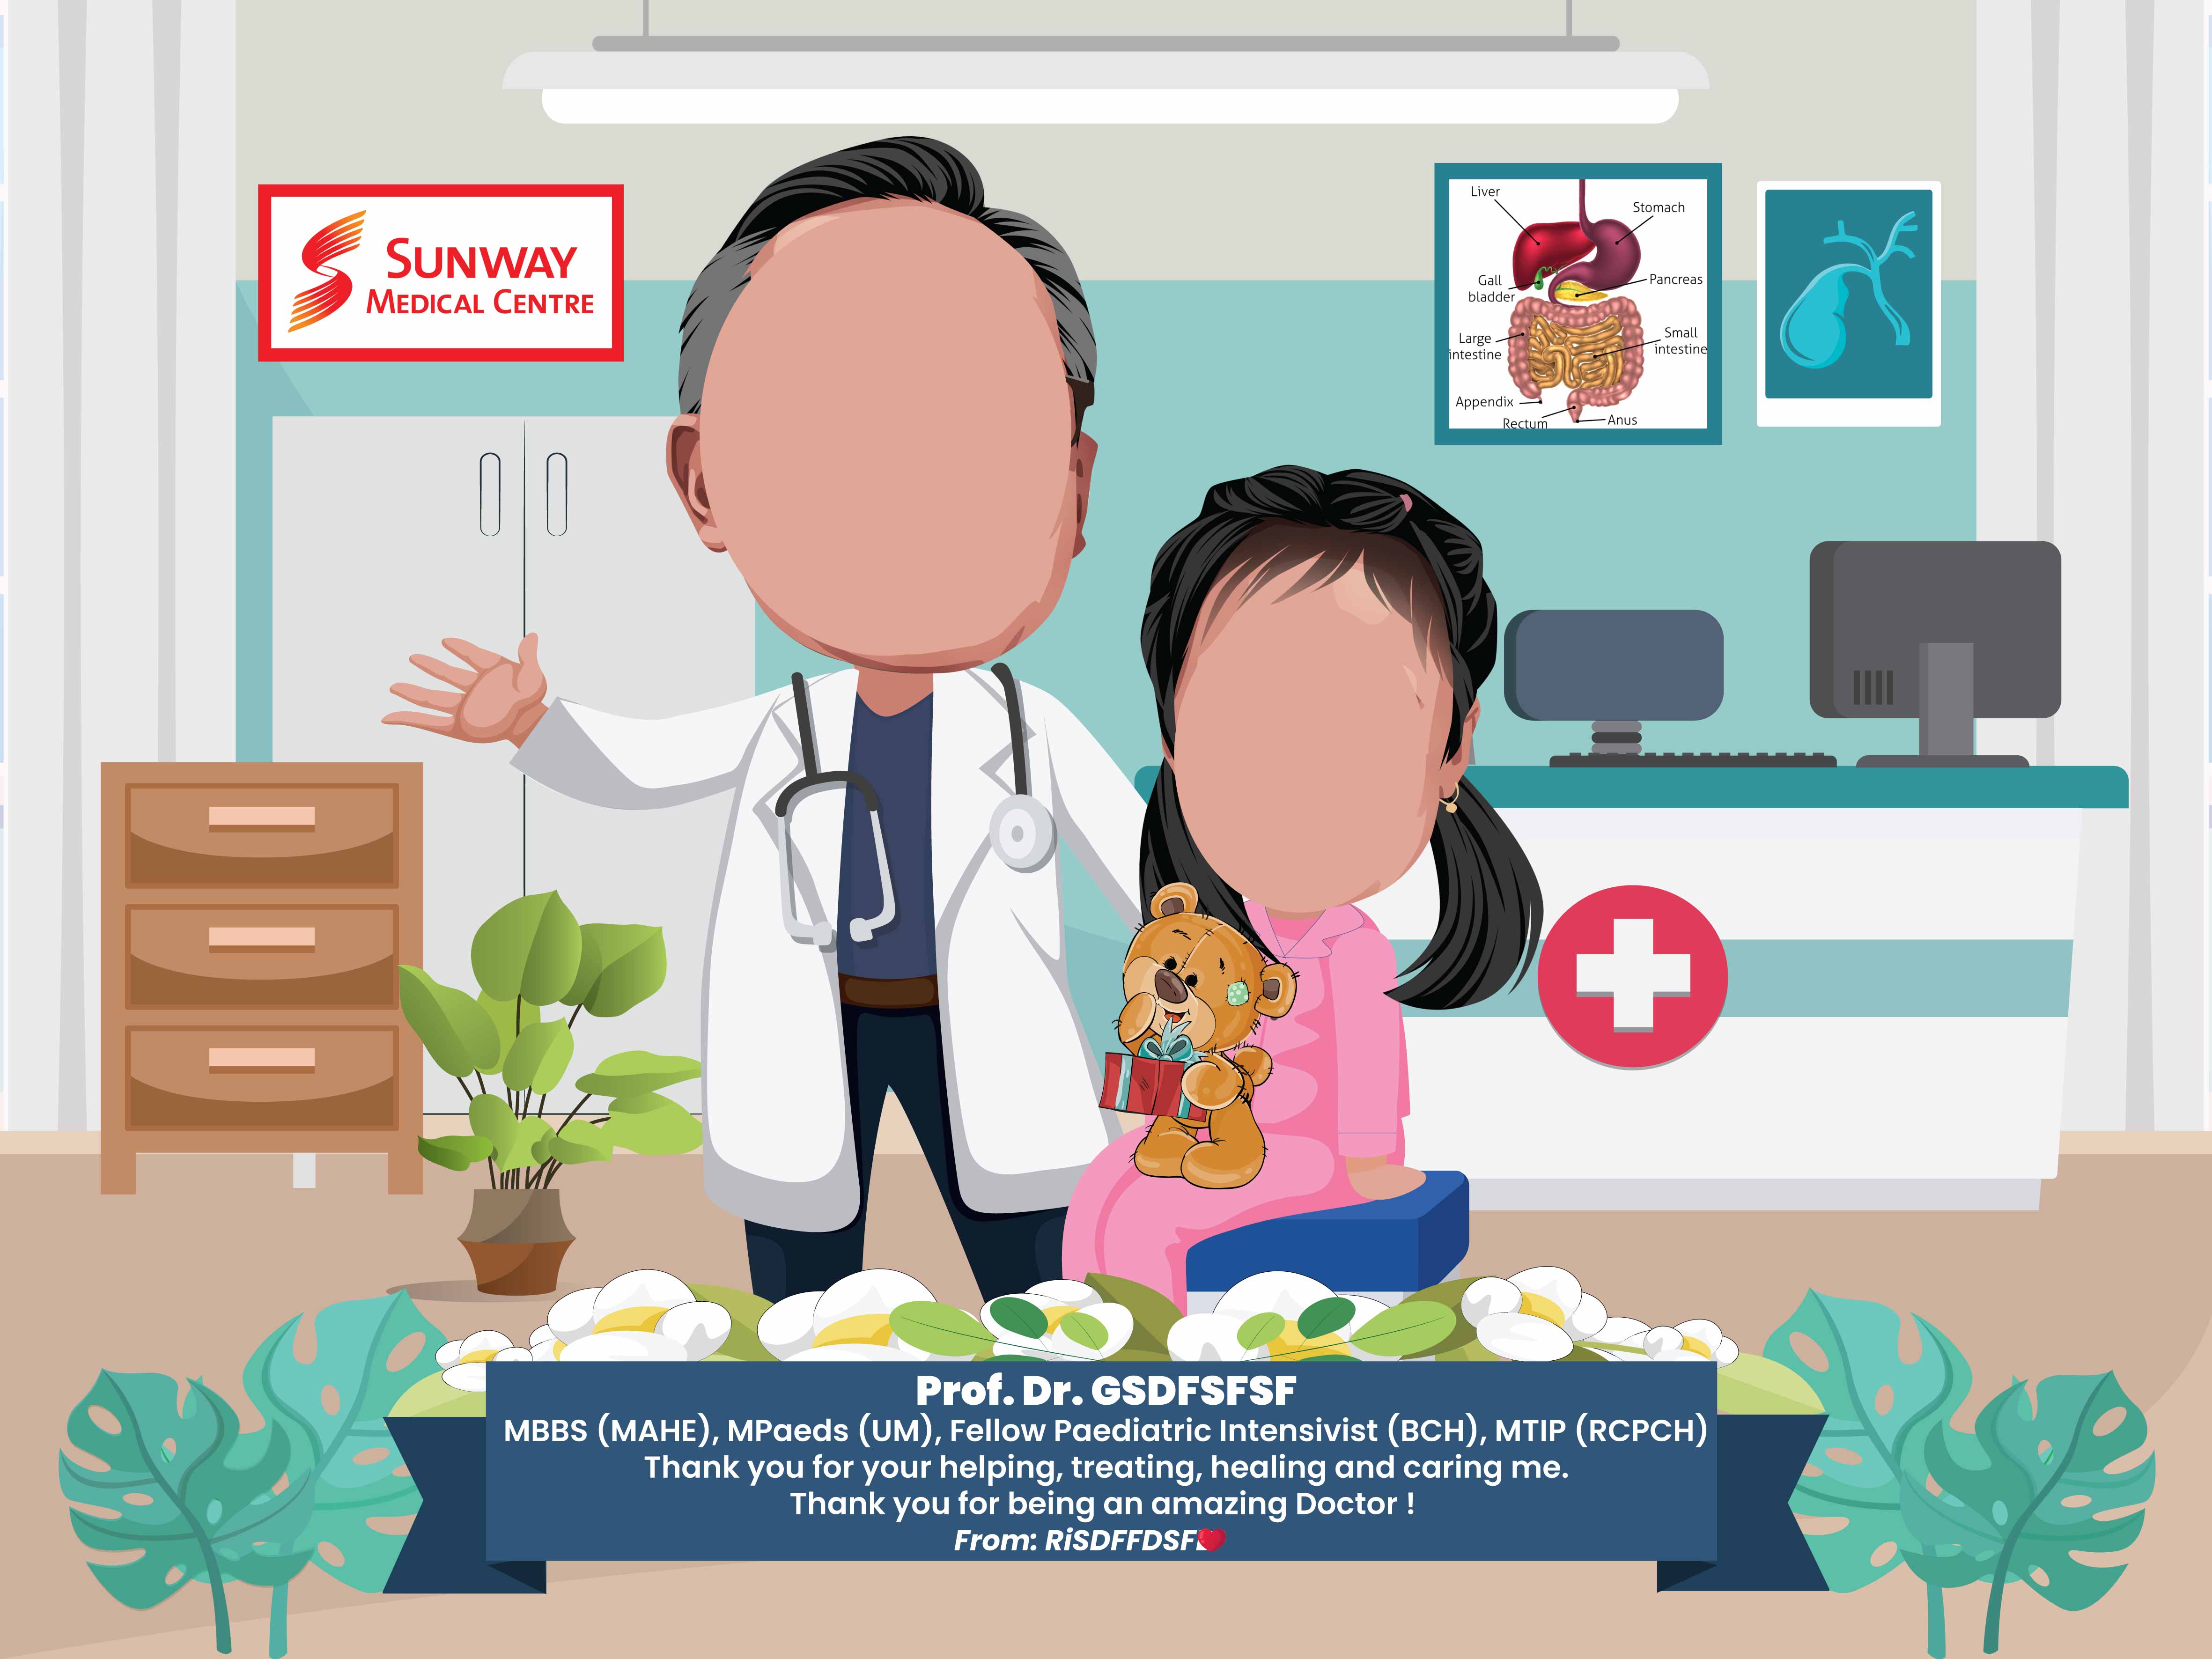 SUNWAY
MEDICAL CENTRE
Liver
Stomach
Gall
bladder
Pancreas
Large
intestine
Small
intestine
Appendix
Rectum
Anus
Prof. Dr. GSDFSFSF
MBBS (MAHE), MPaeds (UM), Fellow Paediatric Intensivist (BCH), MTIP (RCPCH)
Thank you for your helping, treating, healing and caring me.
Thank you for being an amazing Doctor !
From: RiSDFFDSF❤️